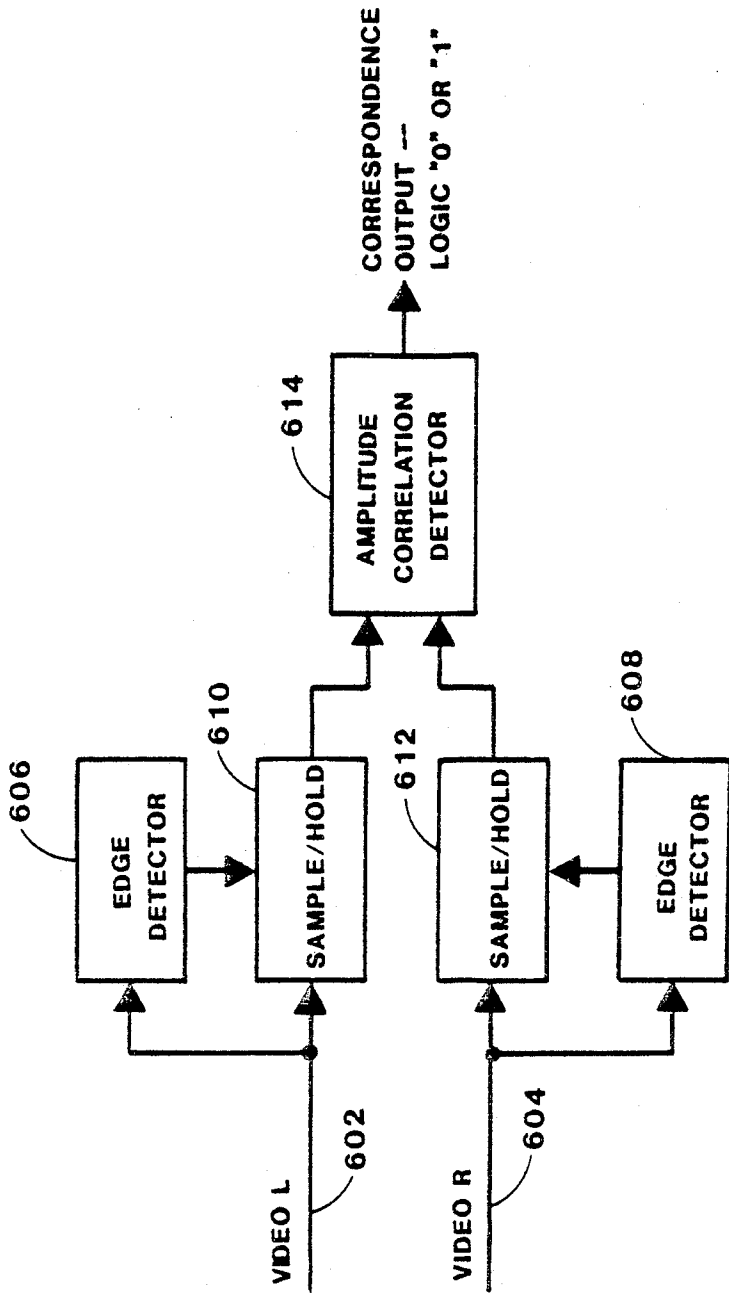 606
EDGE
DETECTOR
610
SAMPLE/HOLD
VIDEO L
602
614
AMPLITUDE
CORRELATION
DETECTOR
CORRESPONDENCE
OUTPUT --
LOGIC "0" OR "1"
612
SAMPLE/HOLD
VIDEO R
604
608
EDGE
DETECTOR